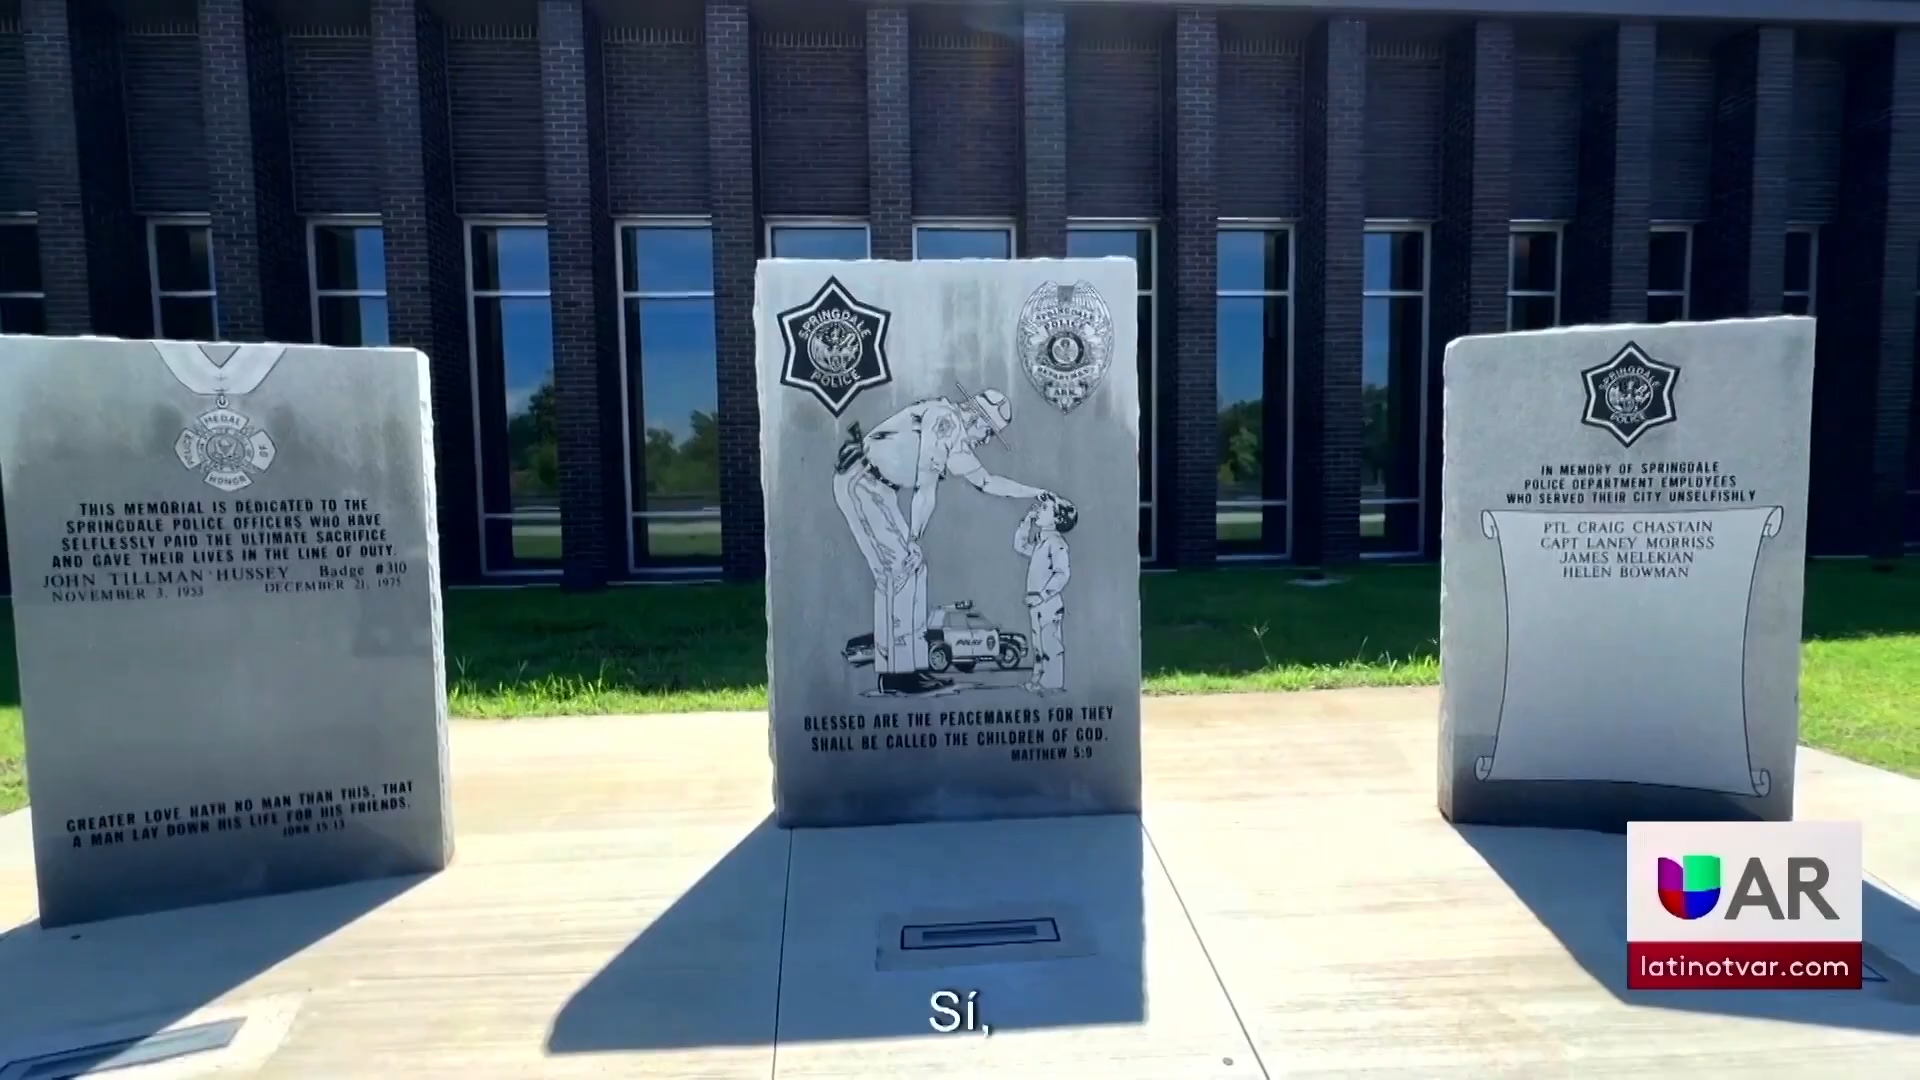 MEDAL
OF
HONOR
VALOR
THIS MEMORIAL IS DEDICATED TO THE
SPRINGDALE POLICE OFFICERS WHO HAVE
SELFLESSLY PAID THE ULTIMATE SACRIFICE
AND GAVE THEIR LIVES IN THE LINE OF DUTY.
JOHN TILLMAN HUSSEY Badge #310
NOVEMBER 3, 1953 DECEMBER 21, 1975
GREATER LOVE HATH NO MAN THAN THIS, THAT
A MAN LAY DOWN HIS LIFE FOR HIS FRIENDS.
JOHN 15:13
SPRINGDALE
POLICE
SPRINGDALE
POLICE
DEPARTMENT
ARK.
POLICE
BLESSED ARE THE PEACEMAKERS FOR THEY
SHALL BE CALLED THE CHILDREN OF GOD.
MATTHEW 5:9
SPRINGDALE
POLICE
IN MEMORY OF SPRINGDALE
POLICE DEPARTMENT EMPLOYEES
WHO SERVED THEIR CITY UNSELFISHLY
PTL CRAIG CHASTAIN
CAPT LANEY MORRISS
JAMES MELEKIAN
HELEN BOWMAN
AR
latinotvar.com
Sí,